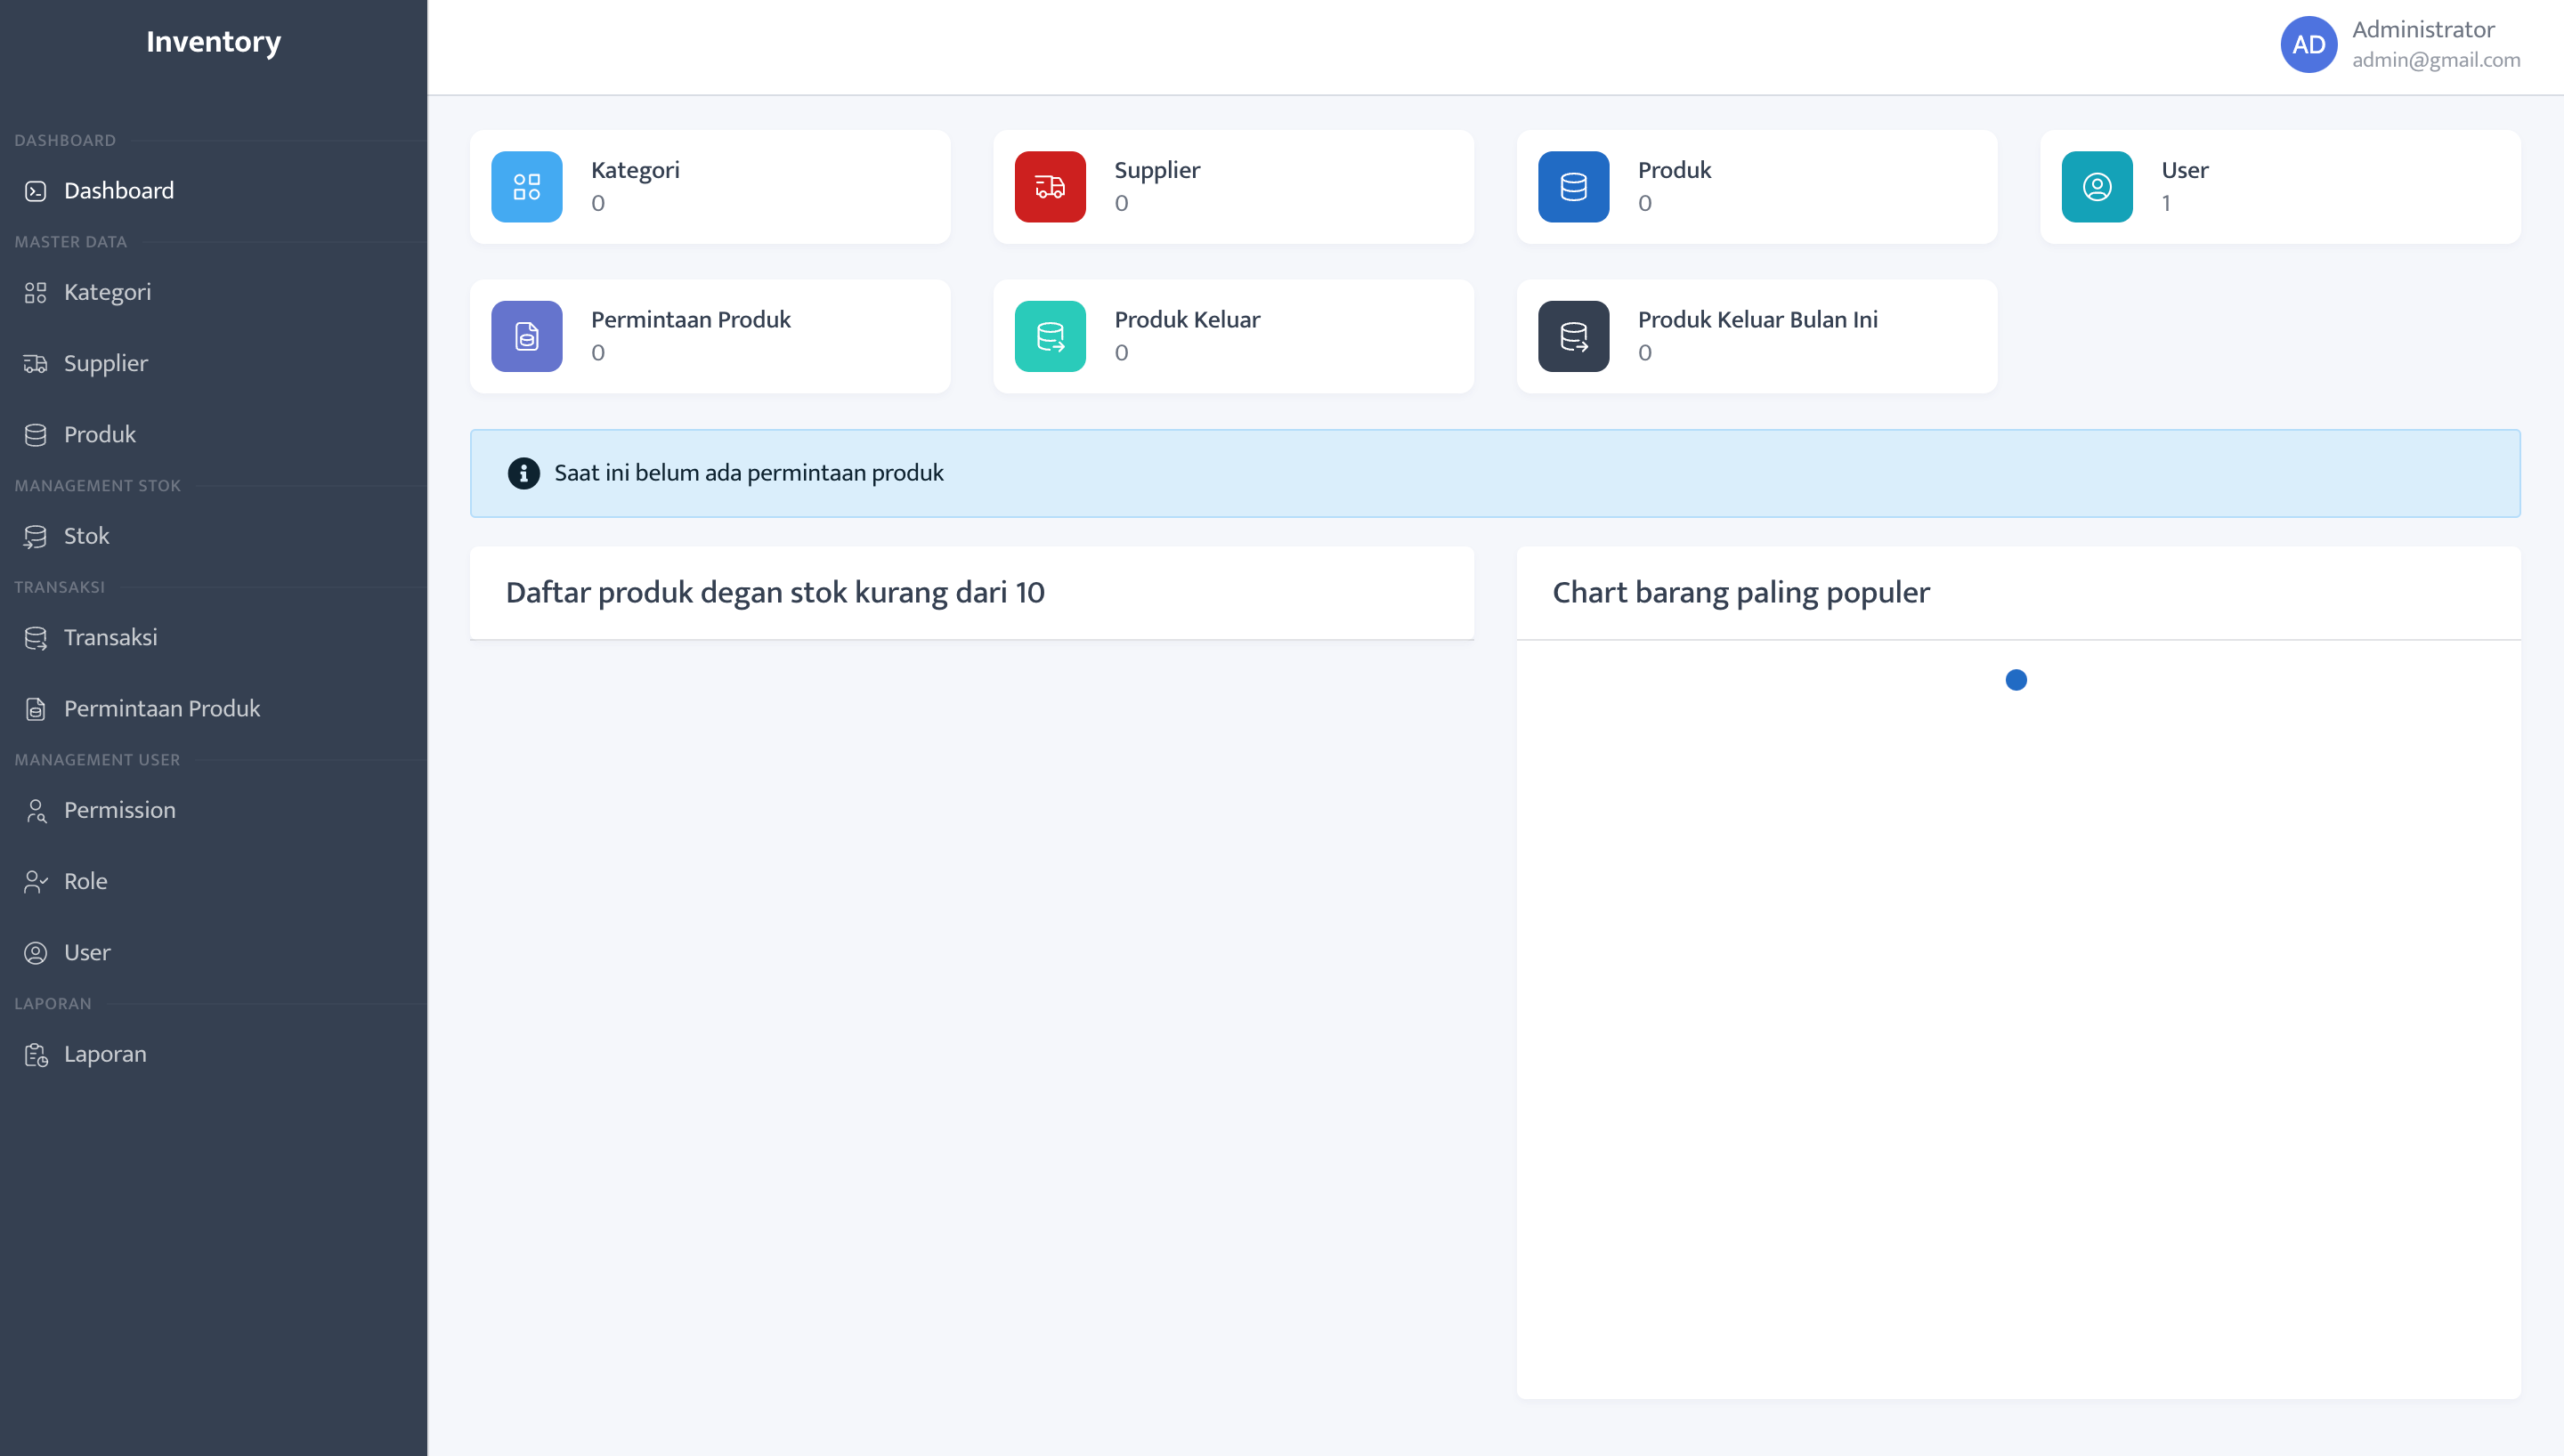 Inventory
DASHBOARD
Dashboard
MASTER DATA
Kategori
Supplier
Produk
MANAGEMENT STOK
Stok
TRANSAKSI
Transaksi
Permintaan Produk
MANAGEMENT USER
Permission
Role
User
LAPORAN
Laporan
AD
Administrator
admin@gmail.com
Kategori
0
Supplier
0
Produk
0
User
1
Permintaan Produk
0
Produk Keluar
0
Produk Keluar Bulan Ini
0
Saat ini belum ada permintaan produk
Daftar produk degan stok kurang dari 10
Chart barang paling populer